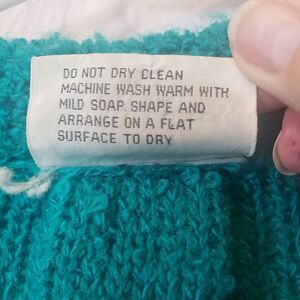 DO NOT DRY CLEAN
MACHINE WASH WARM WITH
MILD SOAP. SHAPE AND
ARRANGE ON A FLAT
SURFACE TO DRY